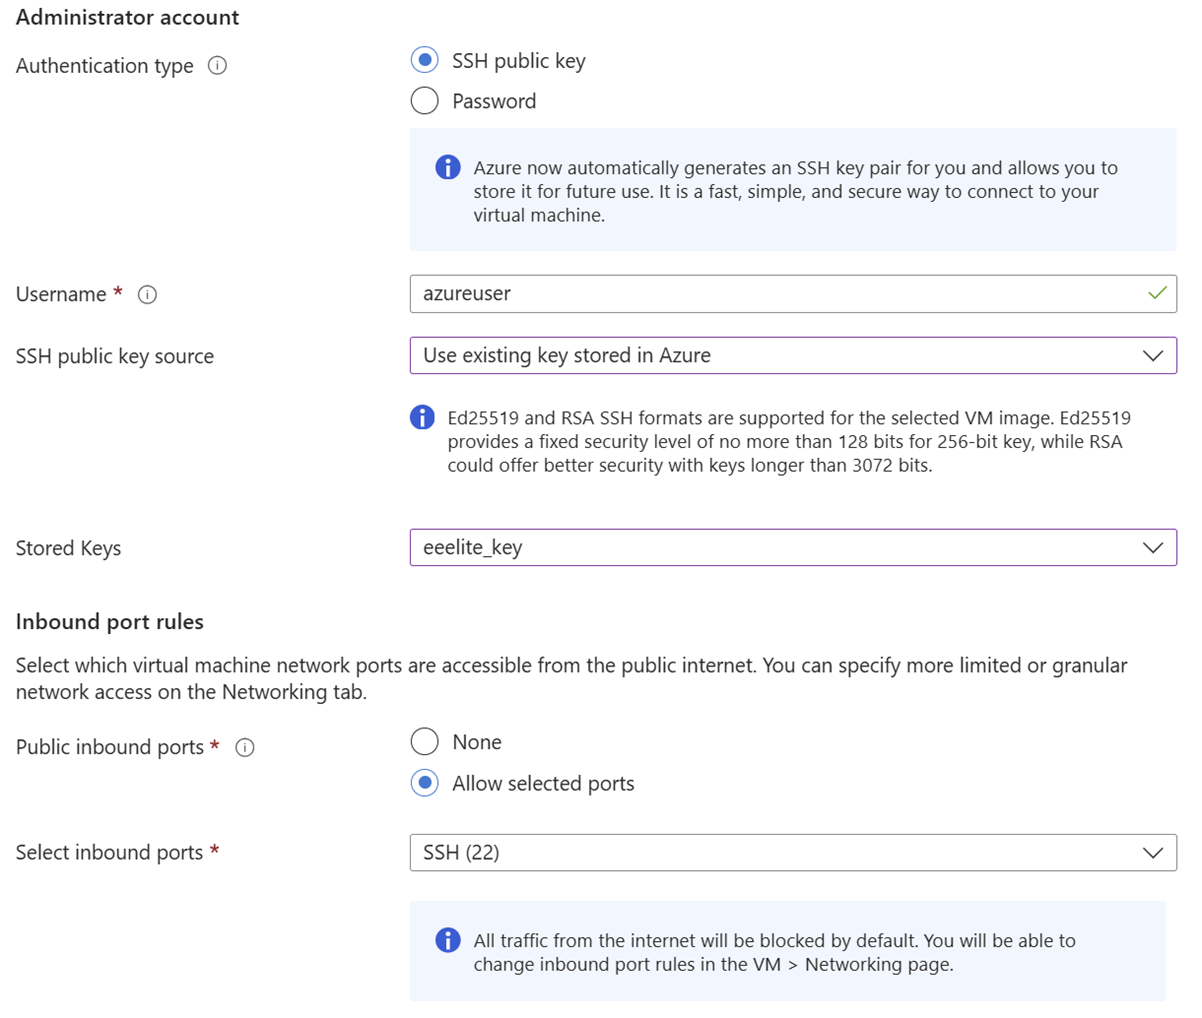 Administrator account
Authentication type
SSH public key
Password
Azure now automatically generates an SSH key pair for you and allows you to
store it for future use. It is a fast, simple, and secure way to connect to your
virtual machine.
Username *
azureuser
SSH public key source
Use existing key stored in Azure
Ed25519 and RSA SSH formats are supported for the selected VM image. Ed25519
provides a fixed security level of no more than 128 bits for 256-bit key, while RSA
could offer better security with keys longer than 3072 bits.
Stored Keys
eeelite_key
Inbound port rules
Select which virtual machine network ports are accessible from the public internet. You can specify more limited or granular
network access on the Networking tab.
Public inbound ports *
None
Allow selected ports
Select inbound ports *
SSH (22)
All traffic from the internet will be blocked by default. You will be able to
change inbound port rules in the VM > Networking page.